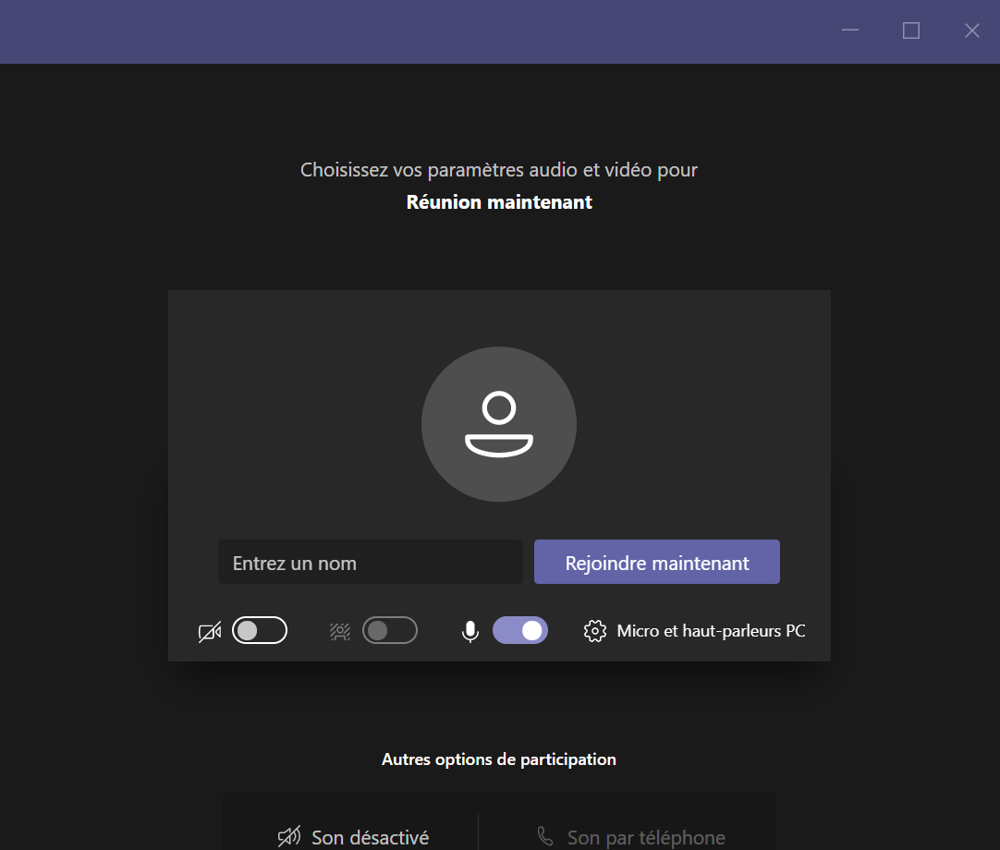 Choisissez vos paramètres audio et vidéo pour
Réunion maintenant
Entrez un nom
Rejoindre maintenant
Micro et haut-parleurs PC
Autres options de participation
Son désactivé
Son par téléphone